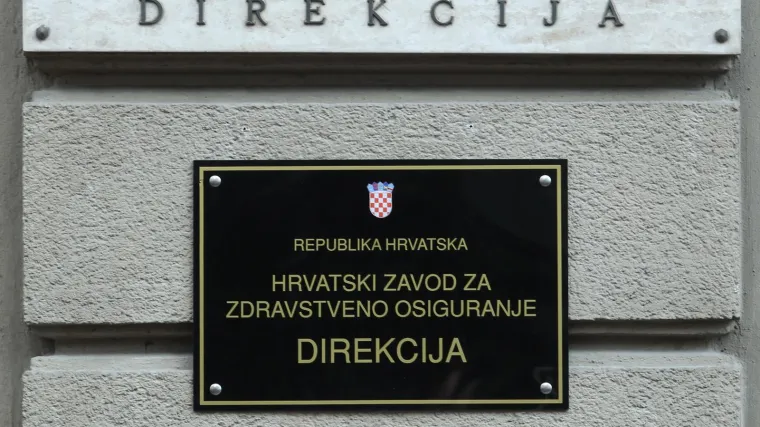 DIREKCIJA
REPUBLIKA HRVATSKA
HRVATSKI ZAVOD ZA
ZDRAVSTVENO OSIGURANJE
DIREKCIJA